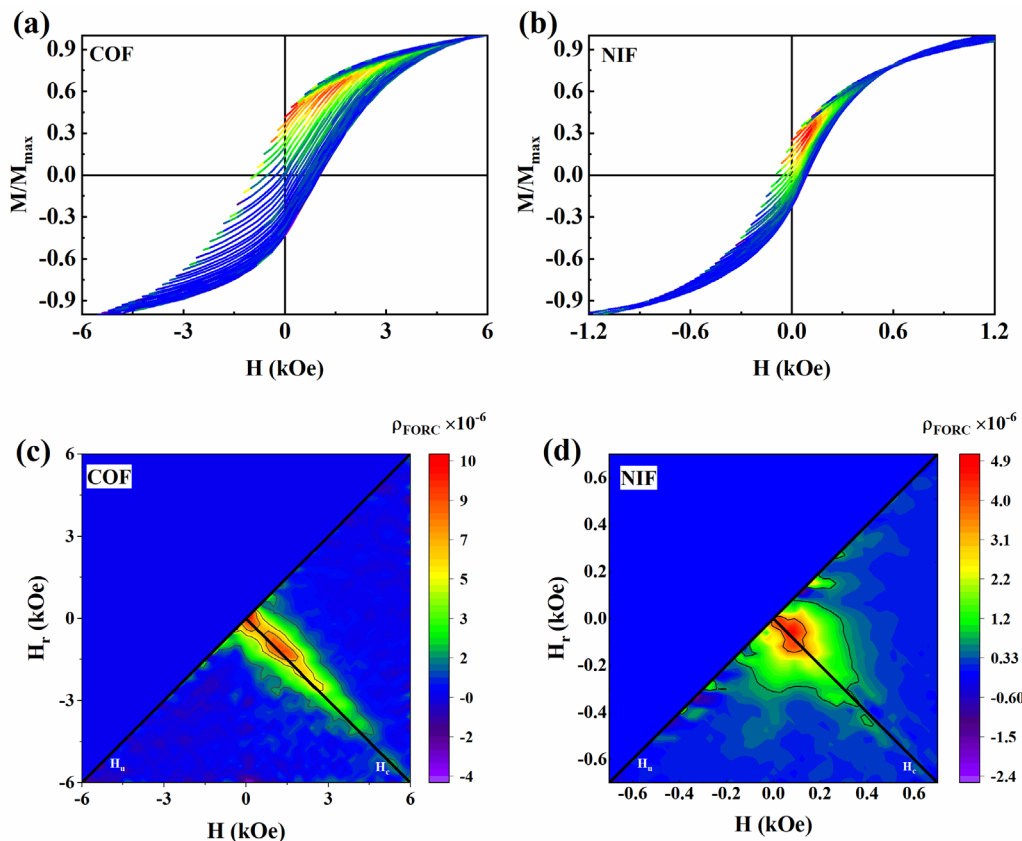 (a)
COF
0.9
0.6
0.3
0.0
-0.3
-0.6
-0.9
M/Mmax
-6 -3 0 3 6
H (kOe)
(b)
NIF
0.9
0.6
0.3
0.0
-0.3
-0.6
-0.9
M/Mmax
-1.2 -0.6 0.0 0.6 1.2
H (kOe)
(c)
COF
ρFORC ×10-6
6
3
0
-3
-6
Hr (kOe)
Hu
Hc
-6 -3 0 3 6
H (kOe)
10
9
7
5
3
2
-0
-2
-4
(d)
NIF
ρFORC ×10-6
0.6
0.4
0.2
0.0
-0.2
-0.4
-0.6
Hr (kOe)
Hu
Hc
-0.6 -0.4 -0.2 0.0 0.2 0.4 0.6
H (kOe)
4.9
4.0
3.1
2.2
1.2
0.33
-0.60
-1.5
-2.4